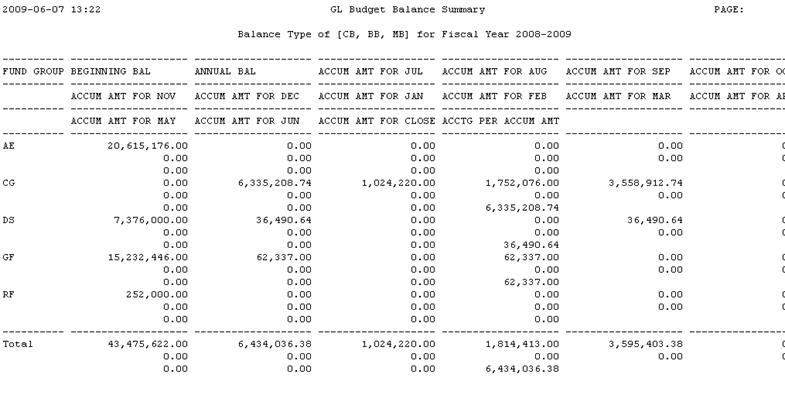 2009-06-07 13:22 GL Budget Balance Summary PAGE:
Balance Type of [CB, BB, MB] for Fiscal Year 2008-2009
FUND GROUP BEGINNING BAL ANNUAL BAL ACCUM AMT FOR JUL ACCUM AMT FOR AUG ACCUM AMT FOR SEP ACCUM AMT FOR OC
ACCUM AMT FOR NOV ACCUM AMT FOR DEC ACCUM AMT FOR JAN ACCUM AMT FOR FEB ACCUM AMT FOR MAR ACCUM AMT FOR AP
ACCUM AMT FOR MAY ACCUM AMT FOR JUN ACCUM AMT FOR CLOSE ACCTG PER ACCUM AMT
AE 20,615,176.00 0.00 0.00 0.00 0.00 0
0.00 0.00 0.00 0.00 0.00 0
0.00 0.00 0.00 0.00
CG 0.00 6,335,208.74 1,024,220.00 1,752,076.00 3,558,912.74 0
0.00 0.00 0.00 0.00 0.00 0
0.00 0.00 0.00 6,335,208.74
DS 7,376,000.00 36,490.64 0.00 0.00 36,490.64 0
0.00 0.00 0.00 0.00 0.00 0
0.00 0.00 0.00 36,490.64
GF 15,232,446.00 62,337.00 0.00 62,337.00 0.00 0
0.00 0.00 0.00 0.00 0.00 0
0.00 0.00 0.00 62,337.00
RF 252,000.00 0.00 0.00 0.00 0.00 0
0.00 0.00 0.00 0.00 0.00 0
0.00 0.00 0.00 0.00
Total 43,475,622.00 6,434,036.38 1,024,220.00 1,814,413.00 3,595,403.38 0
0.00 0.00 0.00 0.00 0.00 0
0.00 0.00 0.00 6,434,036.38